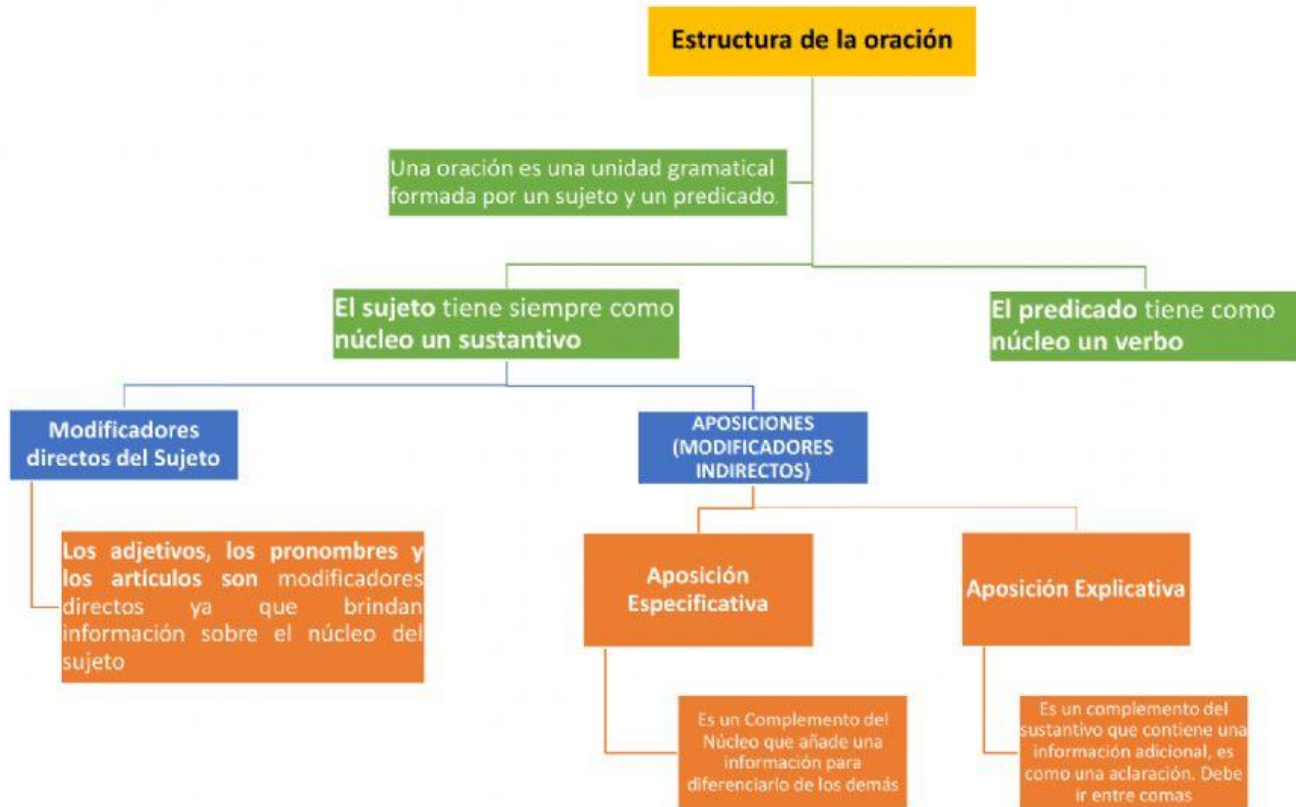 Estructura de la oración
Una oración es una unidad gramatical
formada por un sujeto y un predicado.
El sujeto tiene siempre como
núcleo un sustantivo
El predicado tiene como
núcleo un verbo
Modificadores
directos del Sujeto
APOSICIONES
(MODIFICADORES
INDIRECTOS)
Los adjetivos, los pronombres y
los artículos son modificadores
directos ya que brindan
información sobre el núcleo del
sujeto
Aposición
Especificativa
Aposición Explicativa
Es un Complemento del
Núcleo que añade una
información para
diferenciarlo de los demás
Es un complemento del
sustantivo que contiene una
información adicional, es
como una aclaración. Debe
ir entre comas